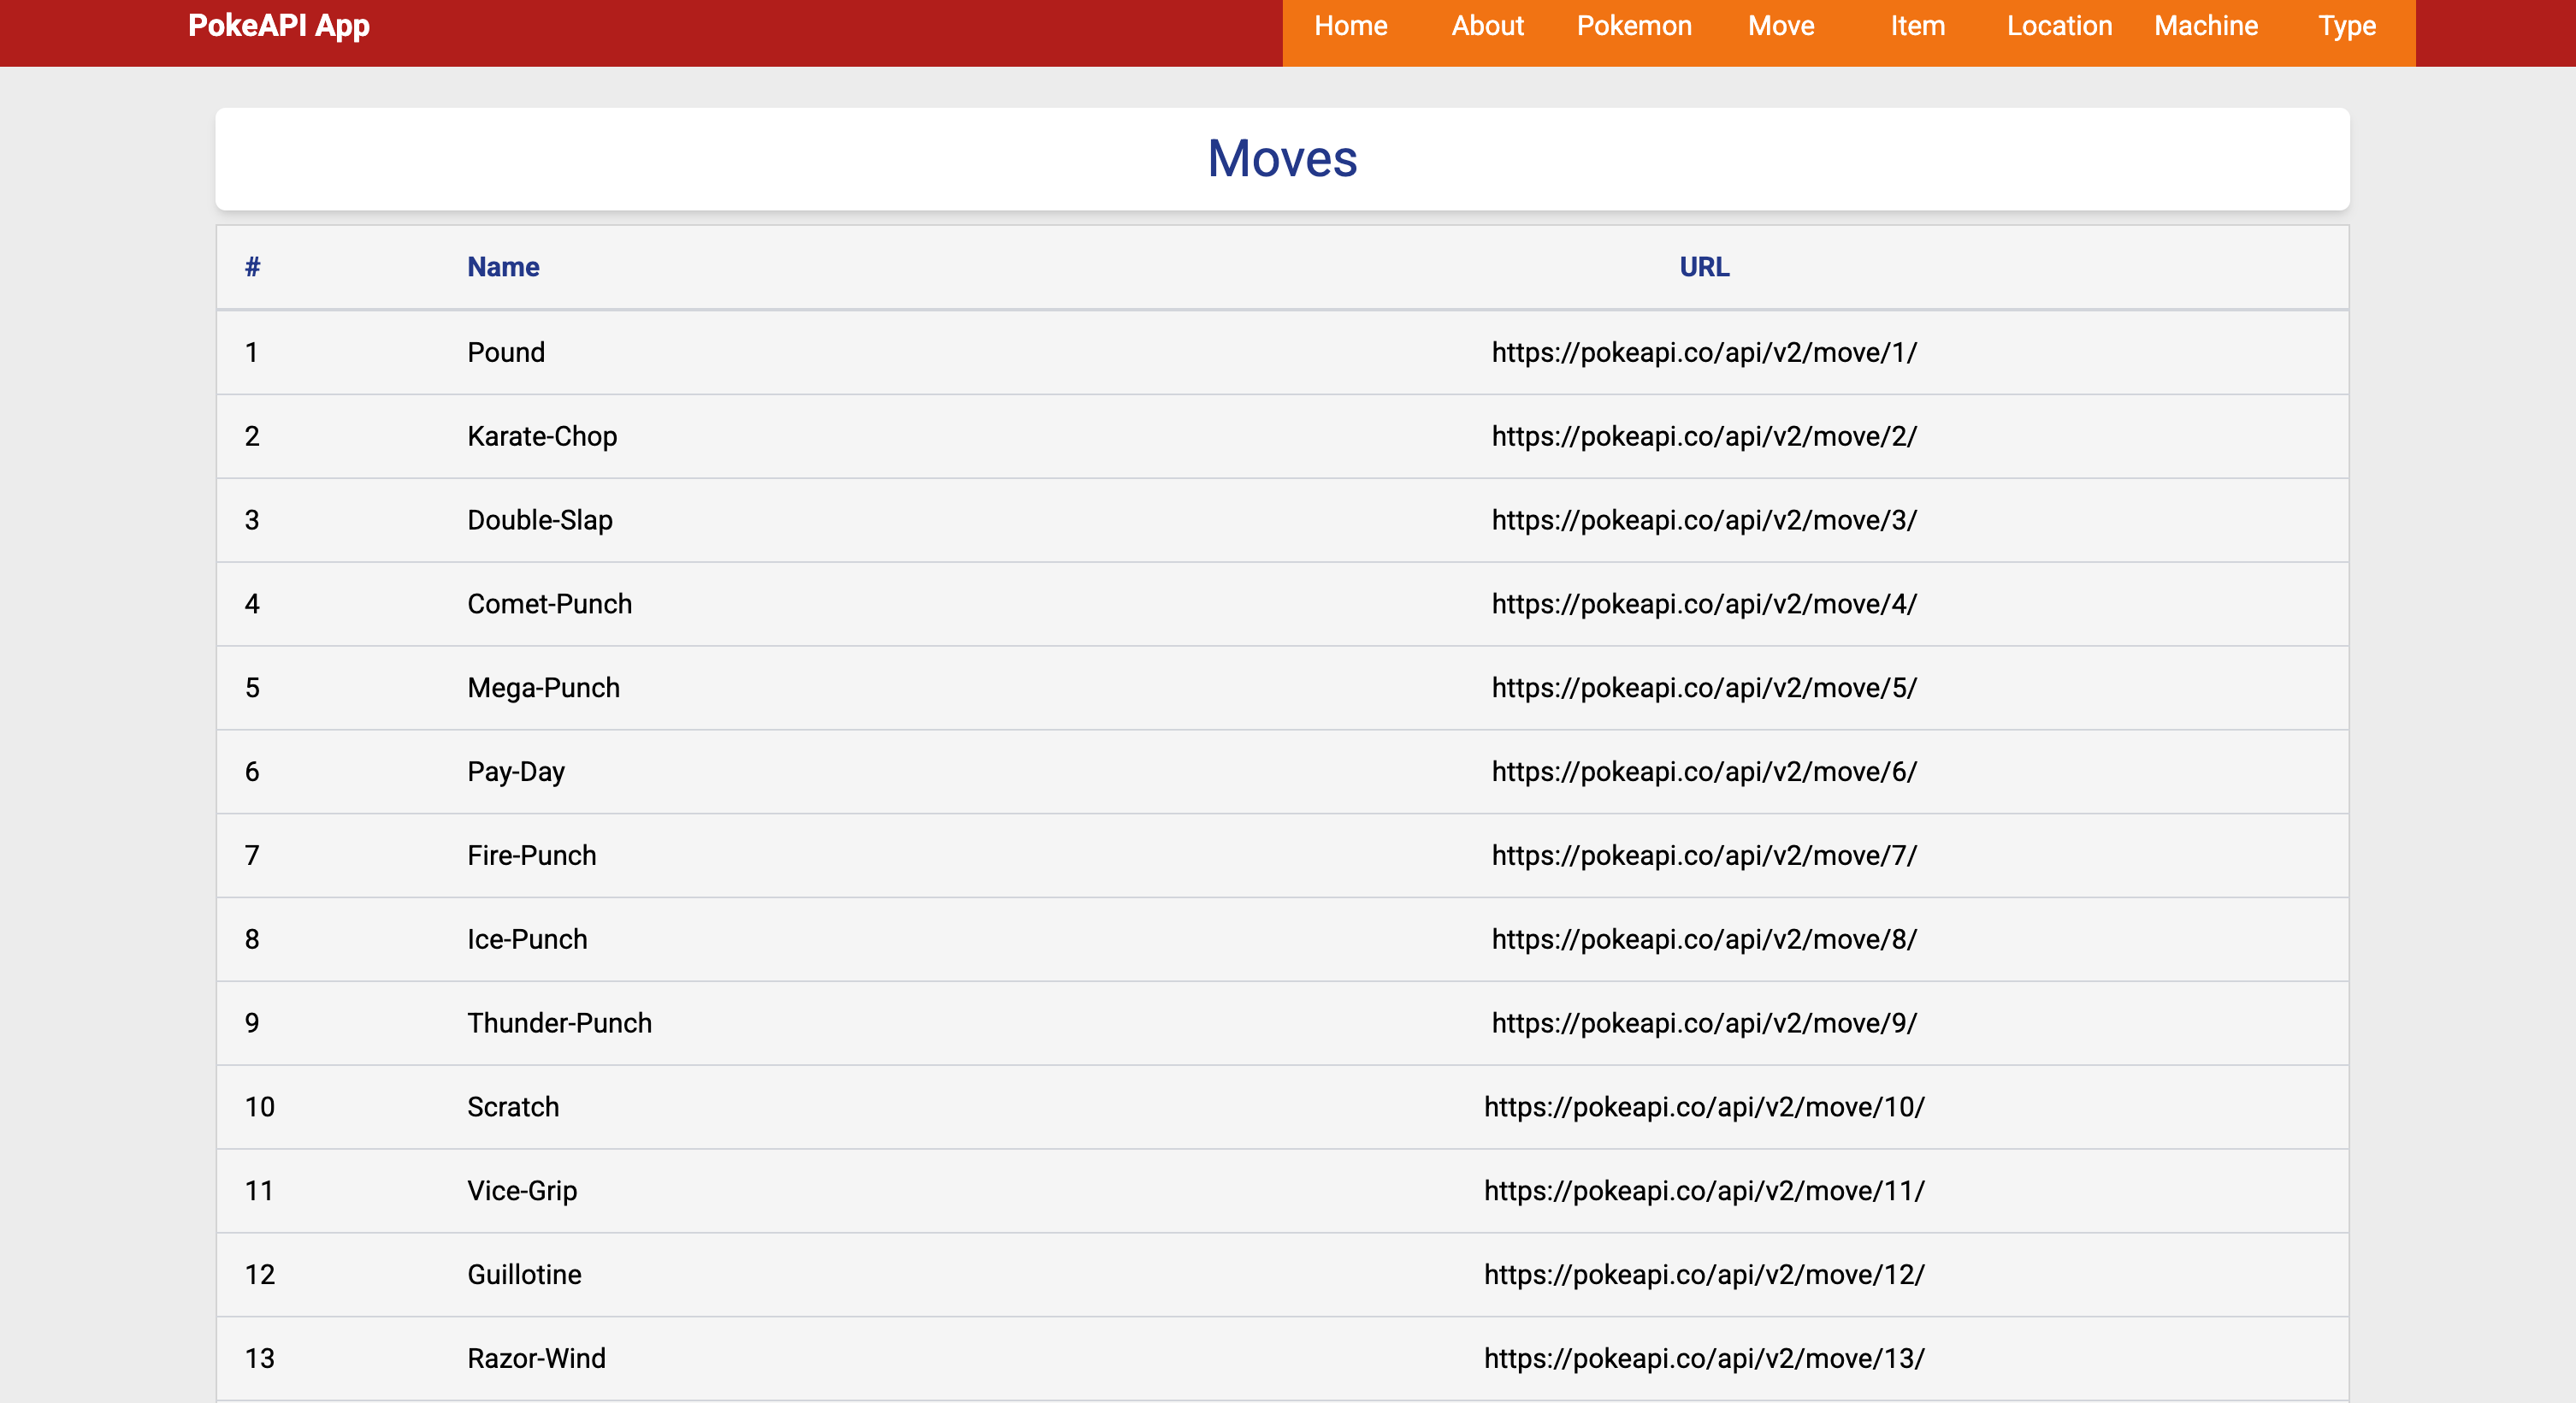 PokeAPI App Home About Pokemon Move Item Location Machine Type
Moves
# Name URL
1 Pound https://pokeapi.co/api/v2/move/1/
2 Karate-Chop https://pokeapi.co/api/v2/move/2/
3 Double-Slap https://pokeapi.co/api/v2/move/3/
4 Comet-Punch https://pokeapi.co/api/v2/move/4/
5 Mega-Punch https://pokeapi.co/api/v2/move/5/
6 Pay-Day https://pokeapi.co/api/v2/move/6/
7 Fire-Punch https://pokeapi.co/api/v2/move/7/
8 Ice-Punch https://pokeapi.co/api/v2/move/8/
9 Thunder-Punch https://pokeapi.co/api/v2/move/9/
10 Scratch https://pokeapi.co/api/v2/move/10/
11 Vice-Grip https://pokeapi.co/api/v2/move/11/
12 Guillotine https://pokeapi.co/api/v2/move/12/
13 Razor-Wind https://pokeapi.co/api/v2/move/13/